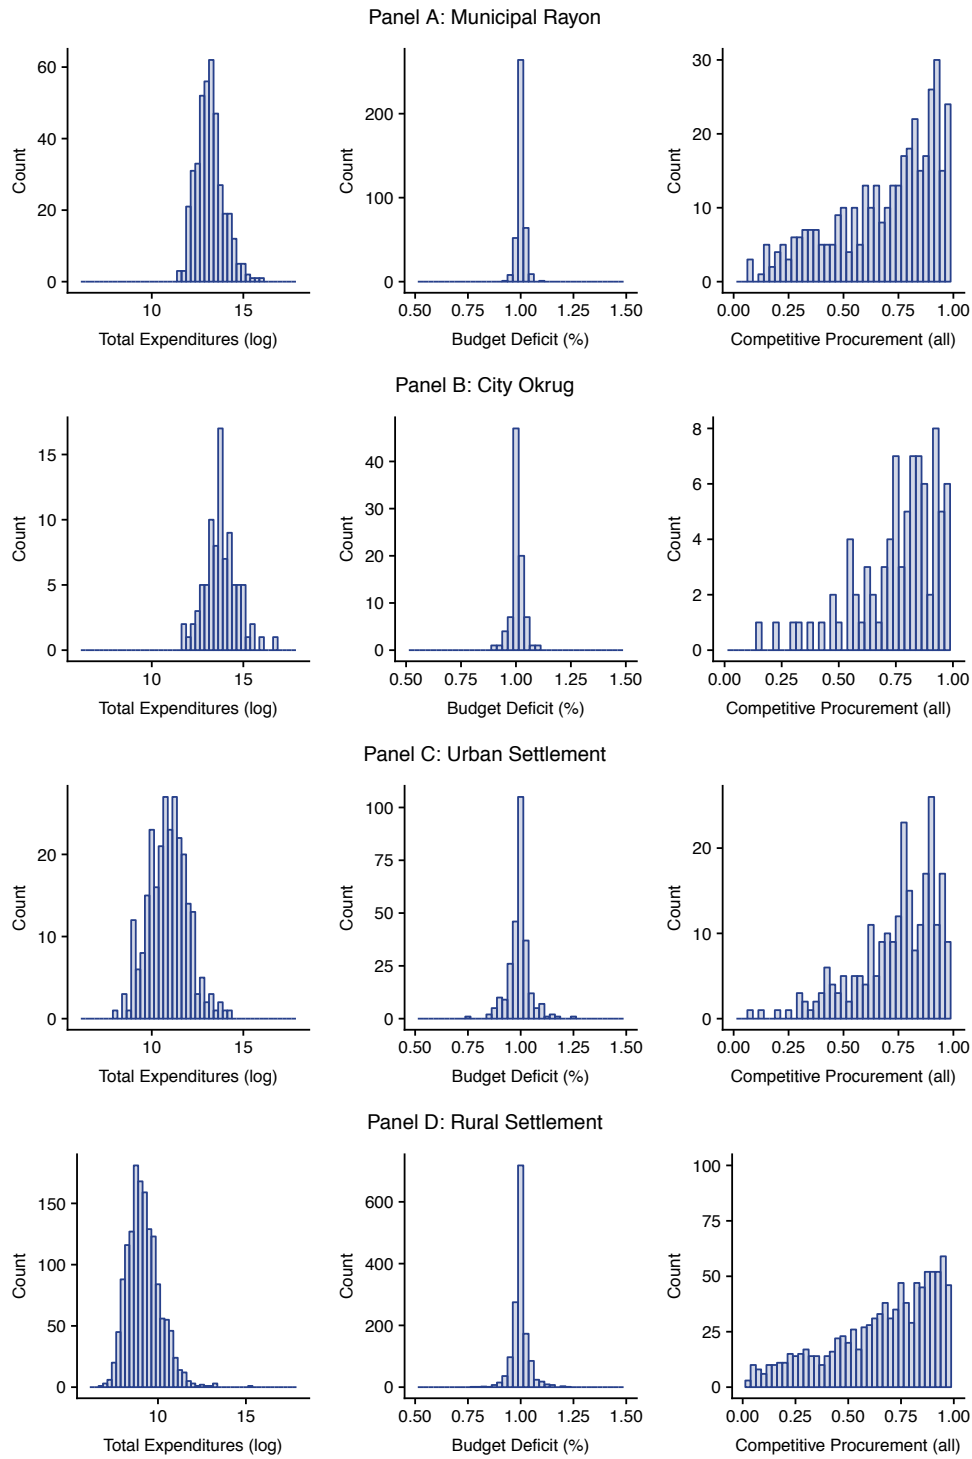 Panel A: Municipal Rayon
Count
60
40
20
0
10 15
Total Expenditures (log)
Count
200
100
0
0.50 0.75 1.00 1.25 1.50
Budget Deficit (%)
Count
30
20
10
0
0.00 0.25 0.50 0.75 1.00
Competitive Procurement (all)
Panel B: City Okrug
Count
15
10
5
0
10 15
Total Expenditures (log)
Count
40
30
20
10
0
0.50 0.75 1.00 1.25 1.50
Budget Deficit (%)
Count
8
6
4
2
0
0.00 0.25 0.50 0.75 1.00
Competitive Procurement (all)
Panel C: Urban Settlement
Count
20
10
0
10 15
Total Expenditures (log)
Count
100
75
50
25
0
0.50 0.75 1.00 1.25 1.50
Budget Deficit (%)
Count
20
10
0
0.00 0.25 0.50 0.75 1.00
Competitive Procurement (all)
Panel D: Rural Settlement
Count
150
100
50
0
10 15
Total Expenditures (log)
Count
600
400
200
0
0.50 0.75 1.00 1.25 1.50
Budget Deficit (%)
Count
100
75
50
25
0
0.00 0.25 0.50 0.75 1.00
Competitive Procurement (all)